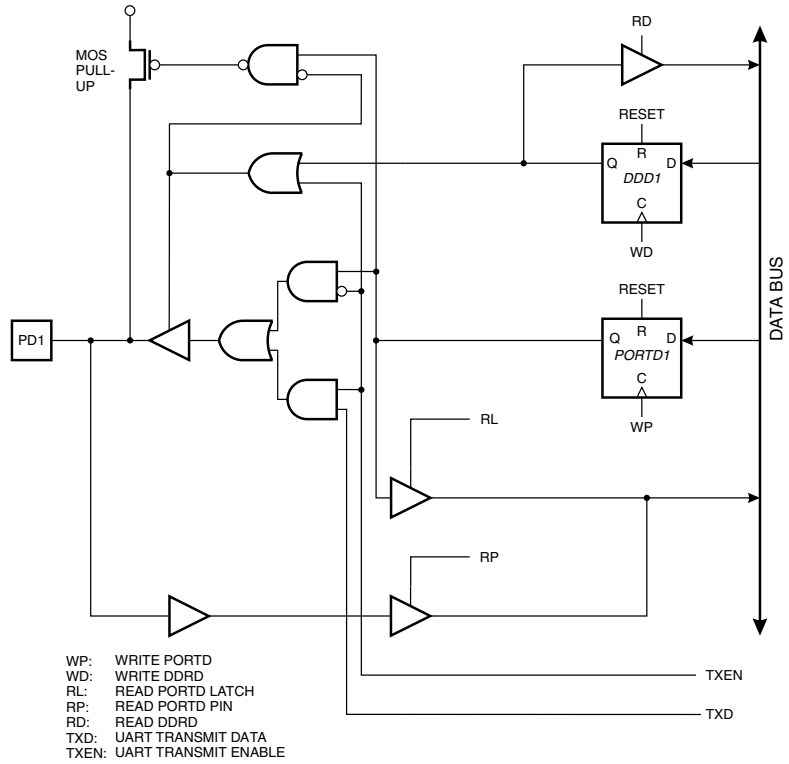 RD
MOS
PULL-
UP
RESET
R
Q
D
DDD1
C
WD
DATA BUS
RESET
R
Q
D
PORTD1
C
WP
PD1
RL
RP
WP: WRITE PORTD
WD: WRITE DDRD
RL: READ PORTD LATCH
RP: READ PORTD PIN
RD: READ DDRD
TXD: UART TRANSMIT DATA
TXEN: UART TRANSMIT ENABLE
TXEN
TXD